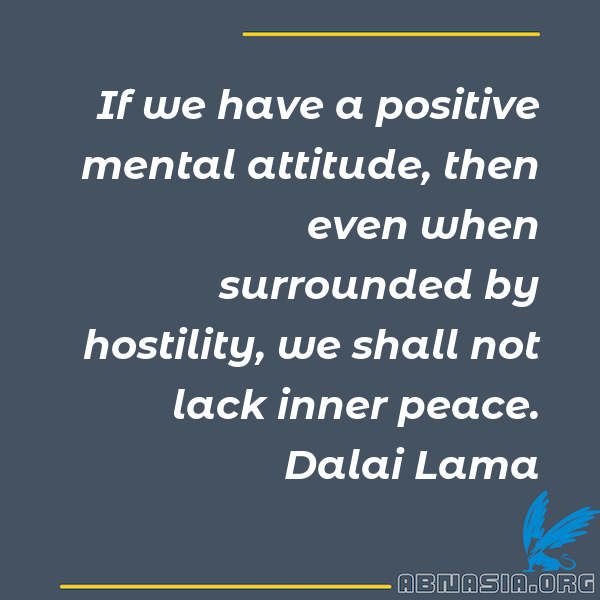 If we have a positive
mental attitude, then
even when
surrounded by
hostility, we shall not
lack inner peace.
Dalai Lama
ABNASIA.ORG